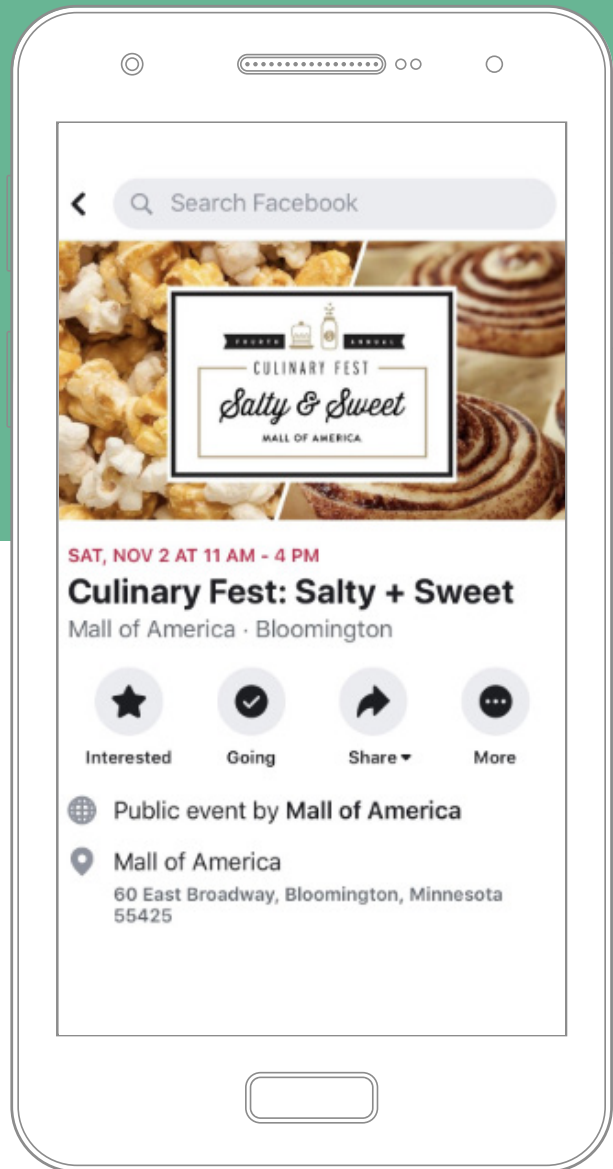 Search Facebook
FOURTH ANNUAL
CULINARY FEST
Salty & Sweet
MALL OF AMERICA
SAT, NOV 2 AT 11 AM - 4 PM
Culinary Fest: Salty + Sweet
Mall of America · Bloomington
Interested Going Share More
Public event by Mall of America
Mall of America
60 East Broadway, Bloomington, Minnesota
55425